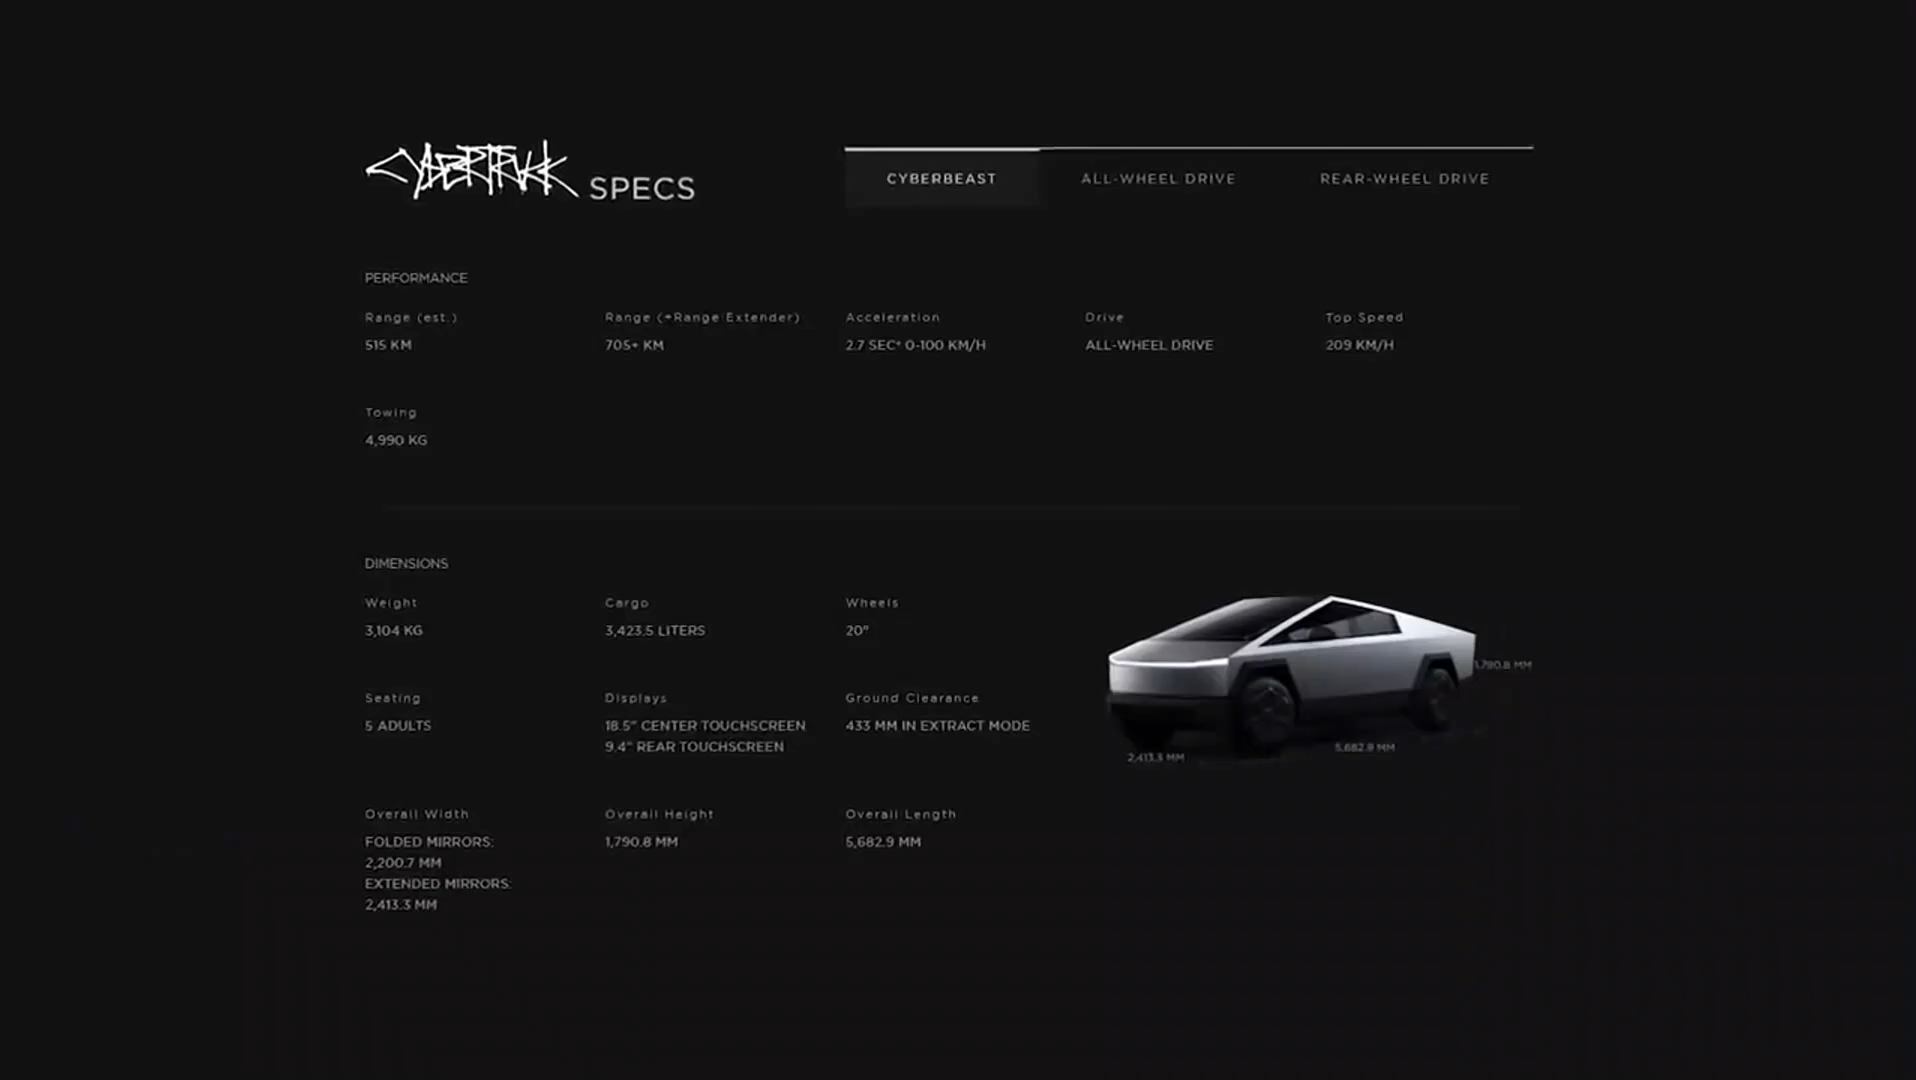 CYBERTRUCK SPECS
CYBERBEAST
ALL-WHEEL DRIVE
REAR-WHEEL DRIVE
PERFORMANCE
Range (est.)
515 KM
Range (+Range Extender)
705+ KM
Acceleration
2.7 SEC* 0-100 KM/H
Drive
ALL-WHEEL DRIVE
Top Speed
209 KM/H
Towing
4,990 KG
DIMENSIONS
Weight
3,104 KG
Cargo
3,423.5 LITERS
Wheels
20"
Seating
5 ADULTS
Displays
18.5" CENTER TOUCHSCREEN
9.4" REAR TOUCHSCREEN
Ground Clearance
433 MM IN EXTRACT MODE
1,790.8 MM
5,682.9 MM
2,413.3 MM
Overall Width
FOLDED MIRRORS:
2,200.7 MM
EXTENDED MIRRORS:
2,413.3 MM
Overall Height
1,790.8 MM
Overall Length
5,682.9 MM